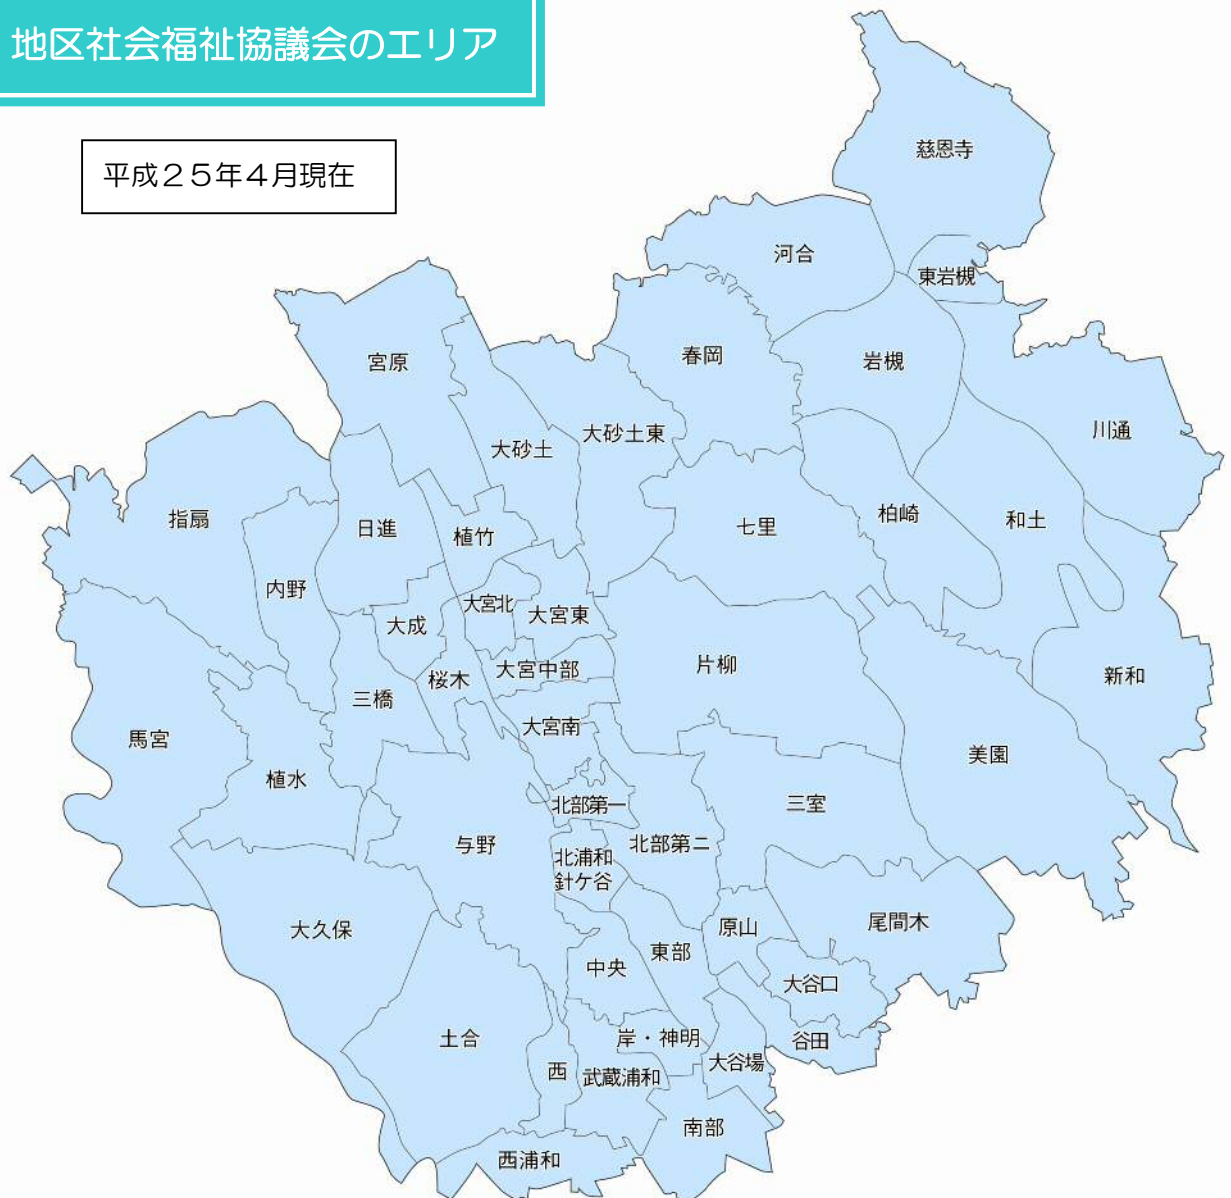 地区社会福祉協議会のエリア
平成２５年４月現在
慈恩寺
河合
東岩槻
春岡
岩槻
宮原
川通
大砂土東
大砂土
指扇
日進
植竹
七里
柏崎
和土
内野
大宮北
大宮東
大成
大宮中部
片柳
新和
桜木
三橋
大宮南
馬宮
美園
植水
北部第一
三室
与野
北部第二
北浦和
針ケ谷
大久保
原山
尾間木
東部
中央
大谷口
土合
岸・神明
谷田
大谷場
西
武蔵浦和
南部
西浦和